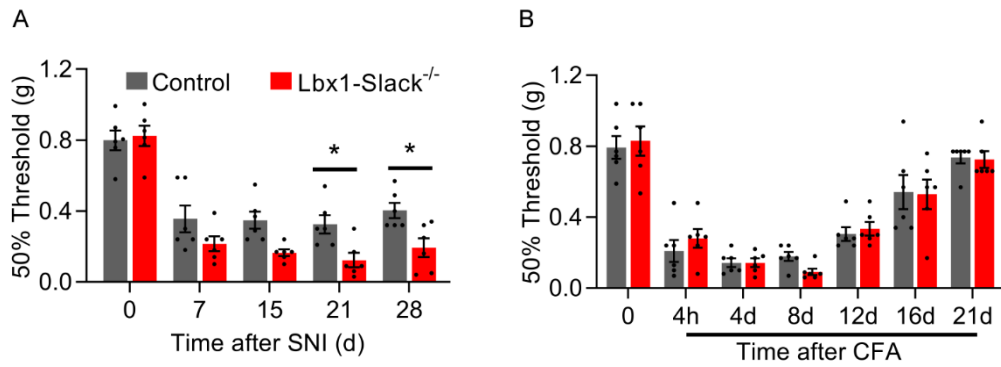 A
Control
Lbx1-Slack-/-
50% Threshold (g)
1.2
0.8
0.4
0.0
*
*
0
7
15
21
28
Time after SNI (d)
B
50% Threshold (g)
1.2
0.8
0.4
0.0
0
4h
4d
8d
12d
16d
21d
Time after CFA